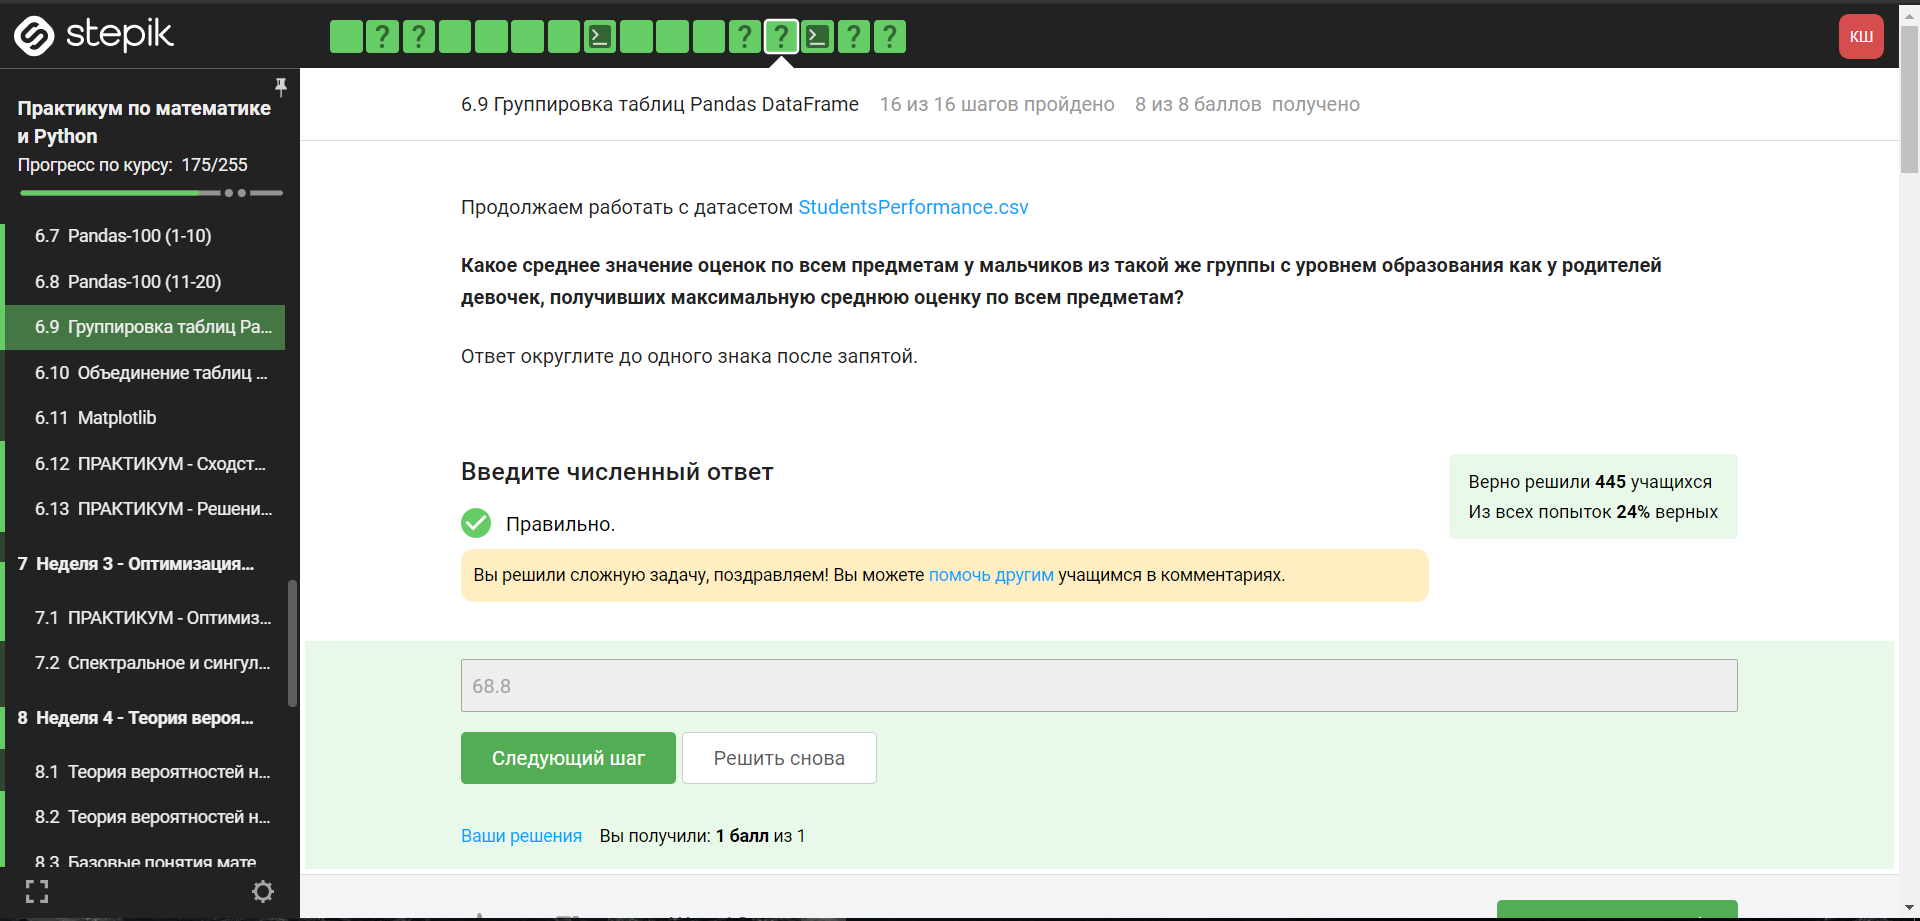 stepik
КШ
Практикум по математике
и Python
Прогресс по курсу: 175/255
6.7 Pandas-100 (1-10)
6.8 Pandas-100 (11-20)
6.9 Группировка таблиц Pa...
6.10 Объединение таблиц ...
6.11 Matplotlib
6.12 ПРАКТИКУМ - Сходст...
6.13 ПРАКТИКУМ - Решени...
7 Неделя 3 - Оптимизация...
7.1 ПРАКТИКУМ - Оптимиз...
7.2 Спектральное и сингул...
8 Неделя 4 - Теория вероя...
8.1 Теория вероятностей н...
8.2 Теория вероятностей н...
8.3 Базовые понятия мате
6.9 Группировка таблиц Pandas DataFrame 16 из 16 шагов пройдено 8 из 8 баллов получено
Продолжаем работать с датасетом StudentsPerformance.csv
Какое среднее значение оценок по всем предметам у мальчиков из такой же группы с уровнем образования как у родителей
девочек, получивших максимальную среднюю оценку по всем предметам?
Ответ округлите до одного знака после запятой.
Введите численный ответ
Правильно.
Верно решили 445 учащихся
Из всех попыток 24% верных
Вы решили сложную задачу, поздравляем! Вы можете помочь другим учащимся в комментариях.
68.8
Следующий шаг
Решить снова
Ваши решения Вы получили: 1 балл из 1